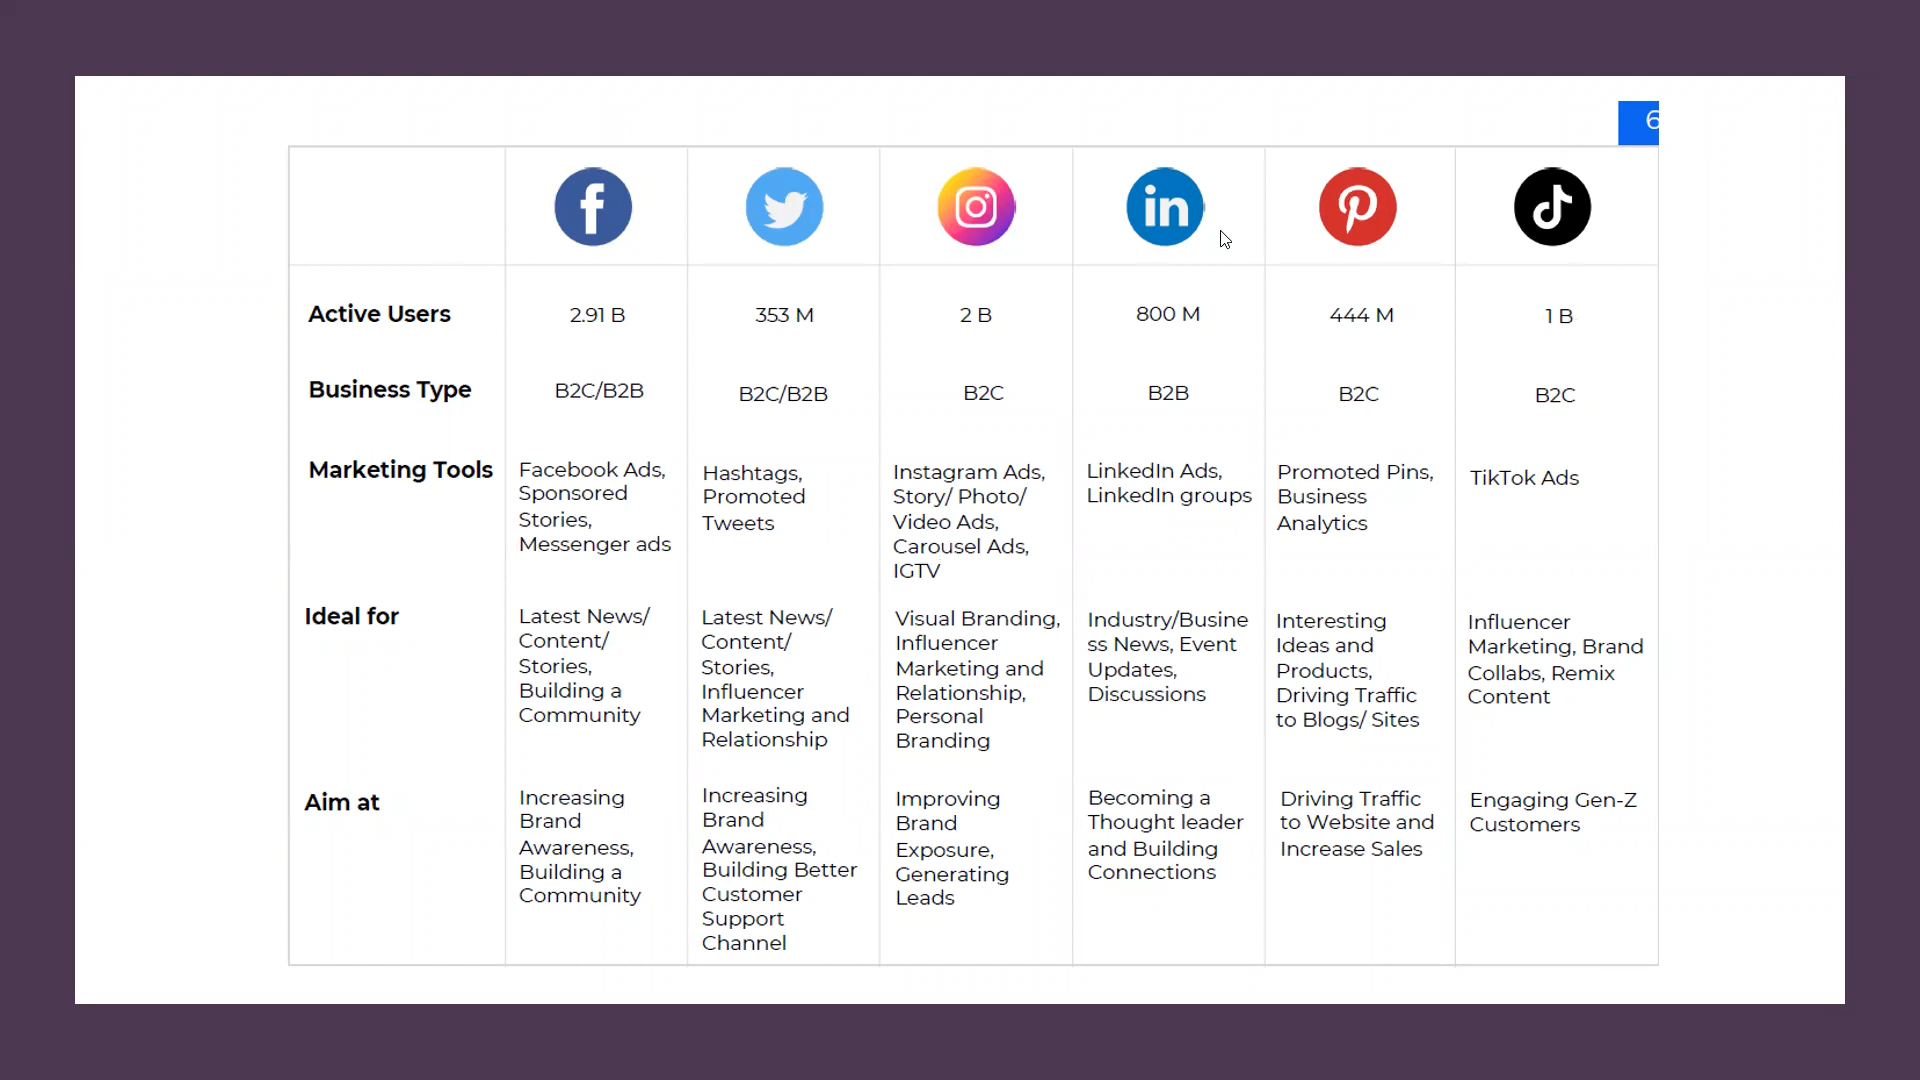 6
f
in
Active Users
2.91 B
353 M
2 B
800 M
444 M
1 B
Business Type
B2C/B2B
B2C/B2B
B2C
B2B
B2C
B2C
Marketing Tools
Facebook Ads,
Sponsored
Stories,
Messenger ads
Hashtags,
Promoted
Tweets
Instagram Ads,
Story/ Photo/
Video Ads,
Carousel Ads,
IGTV
LinkedIn Ads,
LinkedIn groups
Promoted Pins,
Business
Analytics
TikTok Ads
Ideal for
Latest News/
Content/
Stories,
Building a
Community
Latest News/
Content/
Stories,
Influencer
Marketing and
Relationship
Visual Branding,
Influencer
Marketing and
Relationship,
Personal
Branding
Industry/Busine
ss News, Event
Updates,
Discussions
Interesting
Ideas and
Products,
Driving Traffic
to Blogs/ Sites
Influencer
Marketing, Brand
Collabs, Remix
Content
Aim at
Increasing
Brand
Awareness,
Building a
Community
Increasing
Brand
Awareness,
Building Better
Customer
Support
Channel
Improving
Brand
Exposure,
Generating
Leads
Becoming a
Thought leader
and Building
Connections
Driving Traffic
to Website and
Increase Sales
Engaging Gen-Z
Customers